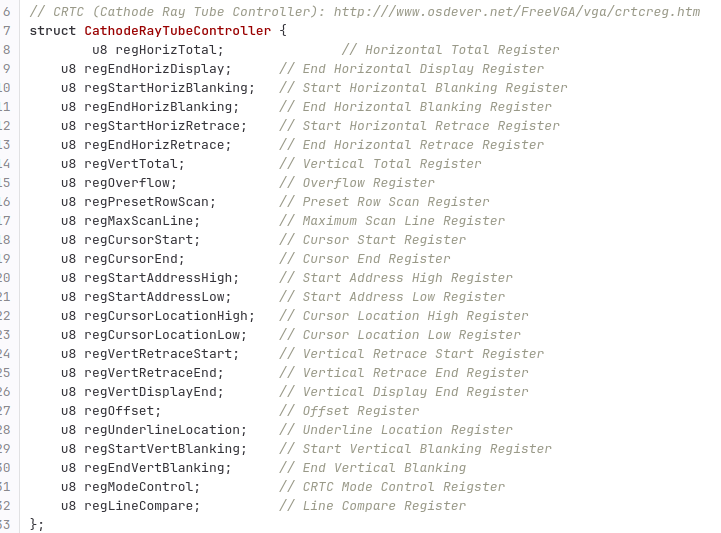 6 // CRTC (Cathode Ray Tube Controller): http:///www.osdever.net/FreeVGA/vga/crtcreg.htm
7 struct CathodeRayTubeController {
8 u8 regHorizTotal; // Horizontal Total Register
9 u8 regEndHorizDisplay; // End Horizontal Display Register
10 u8 regStartHorizBlanking; // Start Horizontal Blanking Register
11 u8 regEndHorizBlanking; // End Horizontal Blanking Register
12 u8 regStartHorizRetrace; // Start Horizontal Retrace Register
13 u8 regEndHorizRetrace; // End Horizontal Retrace Register
14 u8 regVertTotal; // Vertical Total Register
15 u8 regOverflow; // Overflow Register
16 u8 regPresetRowScan; // Preset Row Scan Register
17 u8 regMaxScanLine; // Maximum Scan Line Register
18 u8 regCursorStart; // Cursor Start Register
19 u8 regCursorEnd; // Cursor End Register
20 u8 regStartAddressHigh; // Start Address High Register
21 u8 regStartAddressLow; // Start Address Low Register
22 u8 regCursorLocationHigh; // Cursor Location High Register
23 u8 regCursorLocationLow; // Cursor Location Low Register
24 u8 regVertRetraceStart; // Vertical Retrace Start Register
25 u8 regVertRetraceEnd; // Vertical Retrace End Register
26 u8 regVertDisplayEnd; // Vertical Display End Register
27 u8 regOffset; // Offset Register
28 u8 regUnderlineLocation; // Underline Location Register
29 u8 regStartVertBlanking; // Start Vertical Blanking Register
30 u8 regEndVertBlanking; // End Vertical Blanking
31 u8 regModeControl; // CRTC Mode Control Reigster
32 u8 regLineCompare; // Line Compare Register
33 };